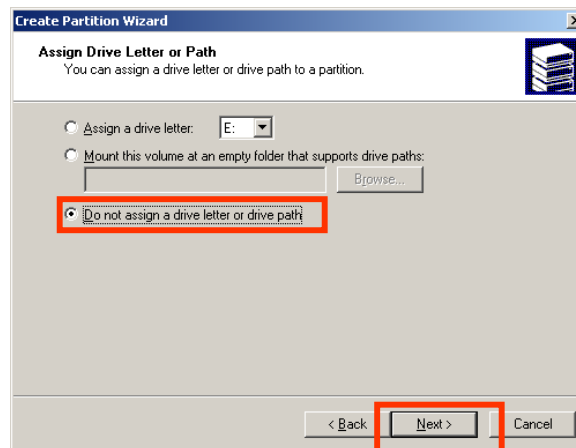 Create Partition Wizard
Assign Drive Letter or Path
You can assign a drive letter or drive path to a partition.
Assign a drive letter: E:
Mount this volume at an empty folder that supports drive paths:
Browse...
Do not assign a drive letter or drive path
< Back Next > Cancel